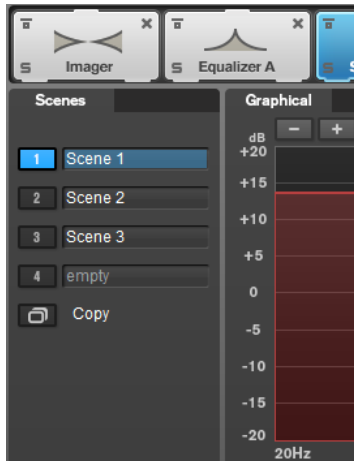 S Imager
S Equalizer A
S
Scenes
Graphical
1 Scene 1
2 Scene 2
3 Scene 3
4 empty
Copy
dB
+20
+15
+10
+5
0
-5
-10
-15
-20
20Hz